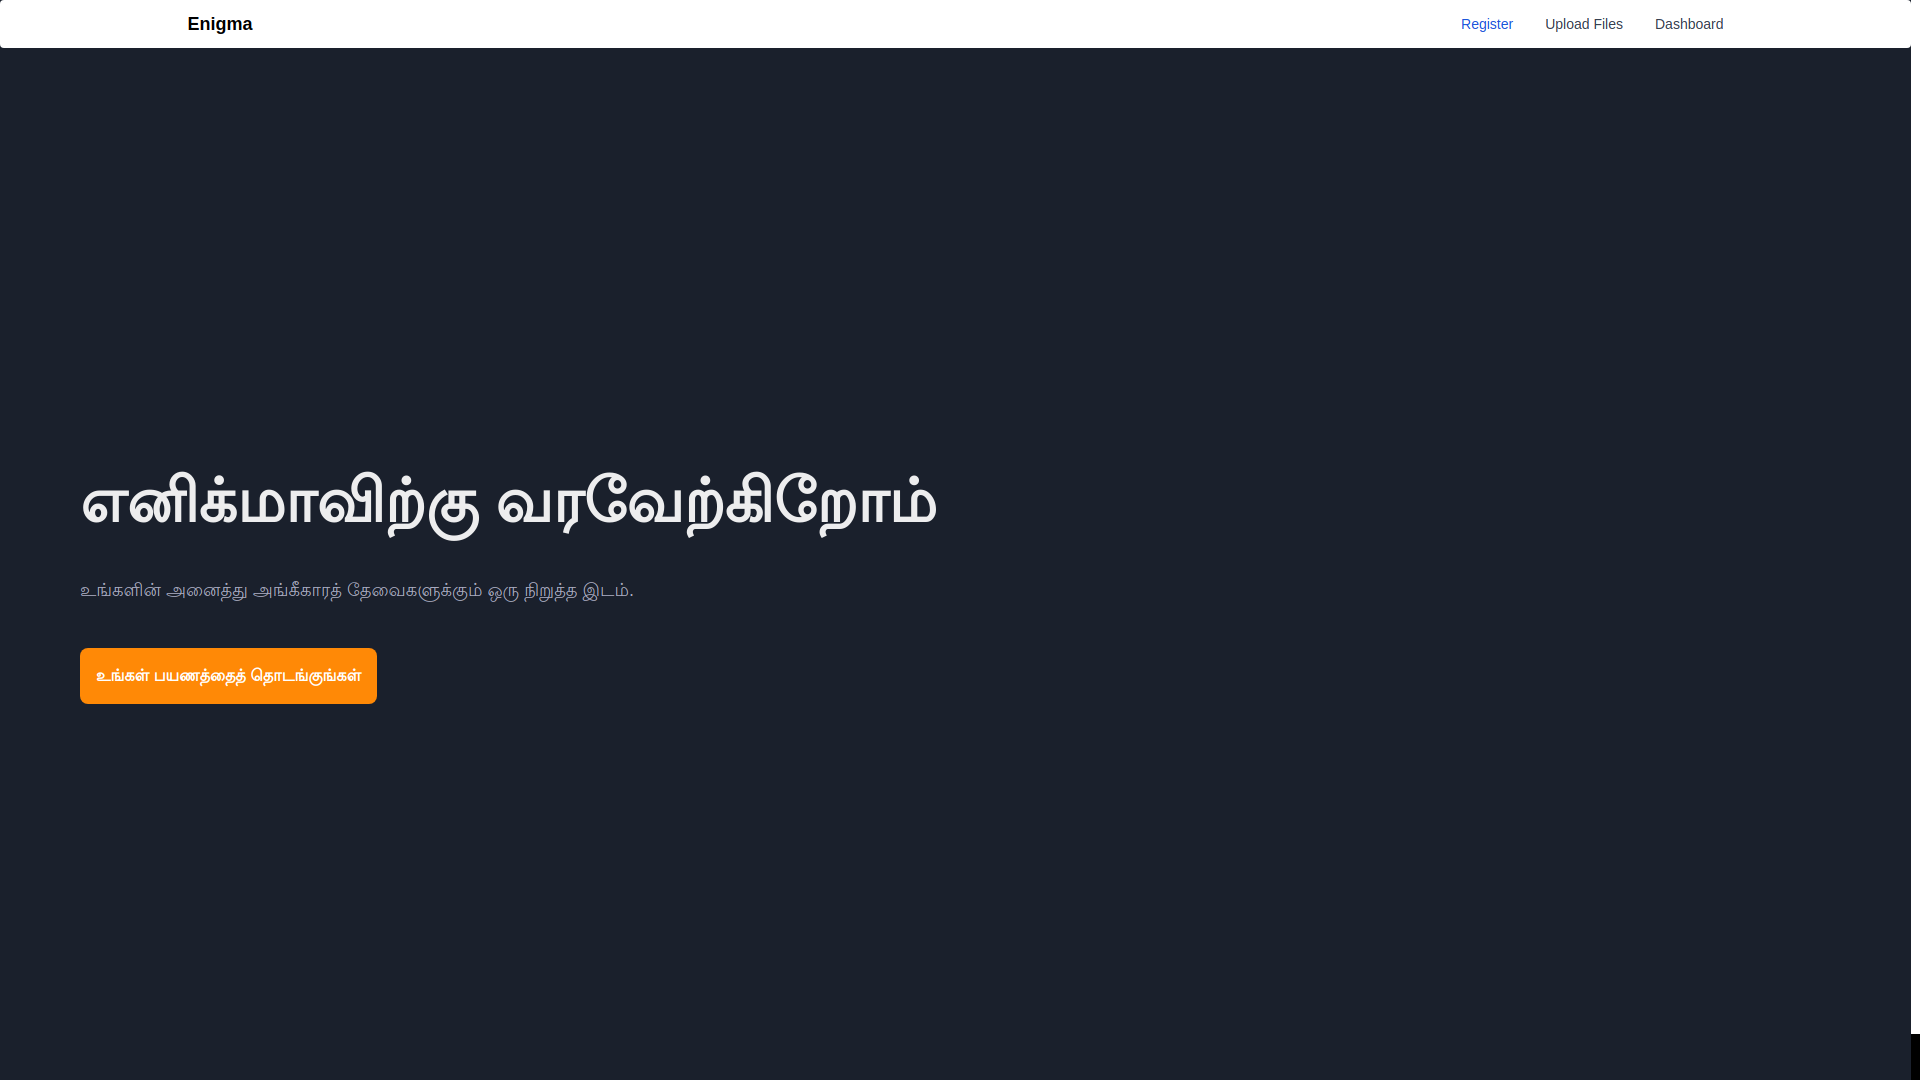 Enigma
Register
Upload Files
Dashboard
எனிக்மாவிற்கு வரவேற்கிறோம்
உங்களின் அனைத்து அங்கீகாரத் தேவைகளுக்கும் ஒரு நிறுத்த இடம்.
உங்கள் பயணத்தைத் தொடங்குங்கள்